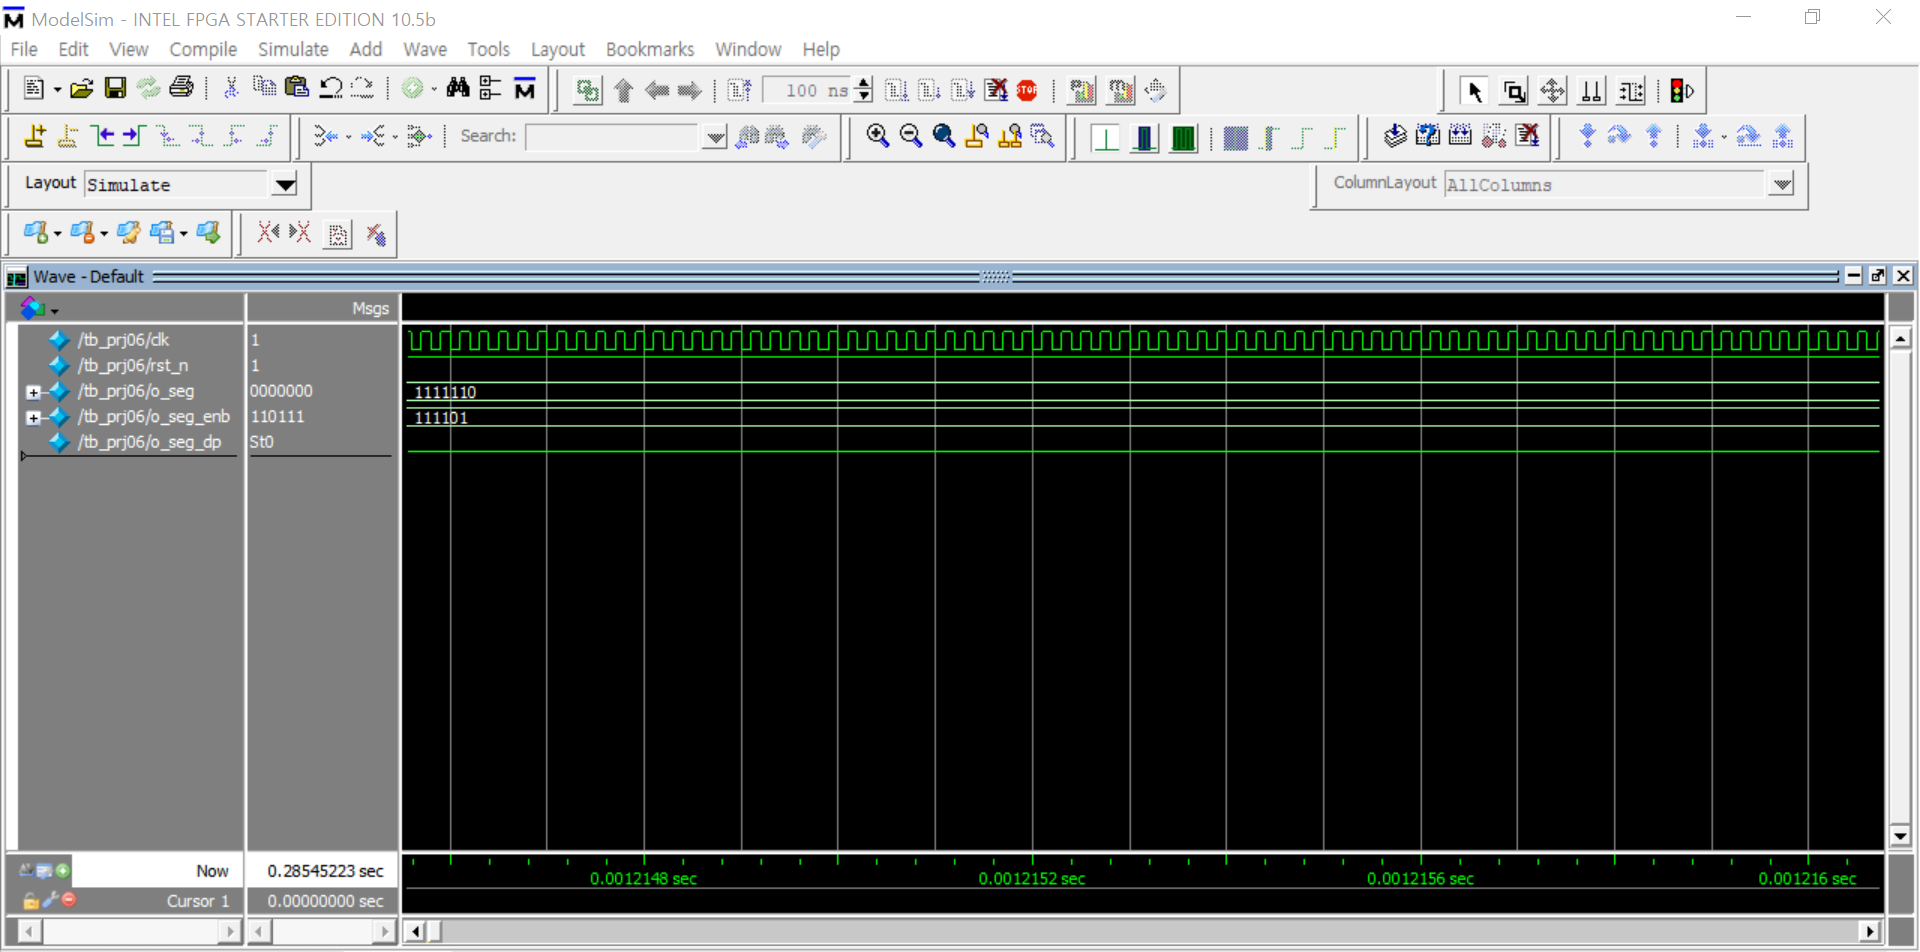 ModelSim - INTEL FPGA STARTER EDITION 10.5b
File Edit View Compile Simulate Add Wave Tools Layout Bookmarks Window Help
100 ns
STOP
Search:
Layout Simulate
ColumnLayout AllColumns
Wave - Default
Msgs
/tb_prj06/clk 1
/tb_prj06/rst_n 1
/tb_prj06/o_seg 0000000 1111110
/tb_prj06/o_seg_enb 110111 111101
/tb_prj06/o_seg_dp St0
Now 0.28545223 sec
0.0012148 sec 0.0012152 sec 0.0012156 sec 0.001216 sec
Cursor 1 0.00000000 sec